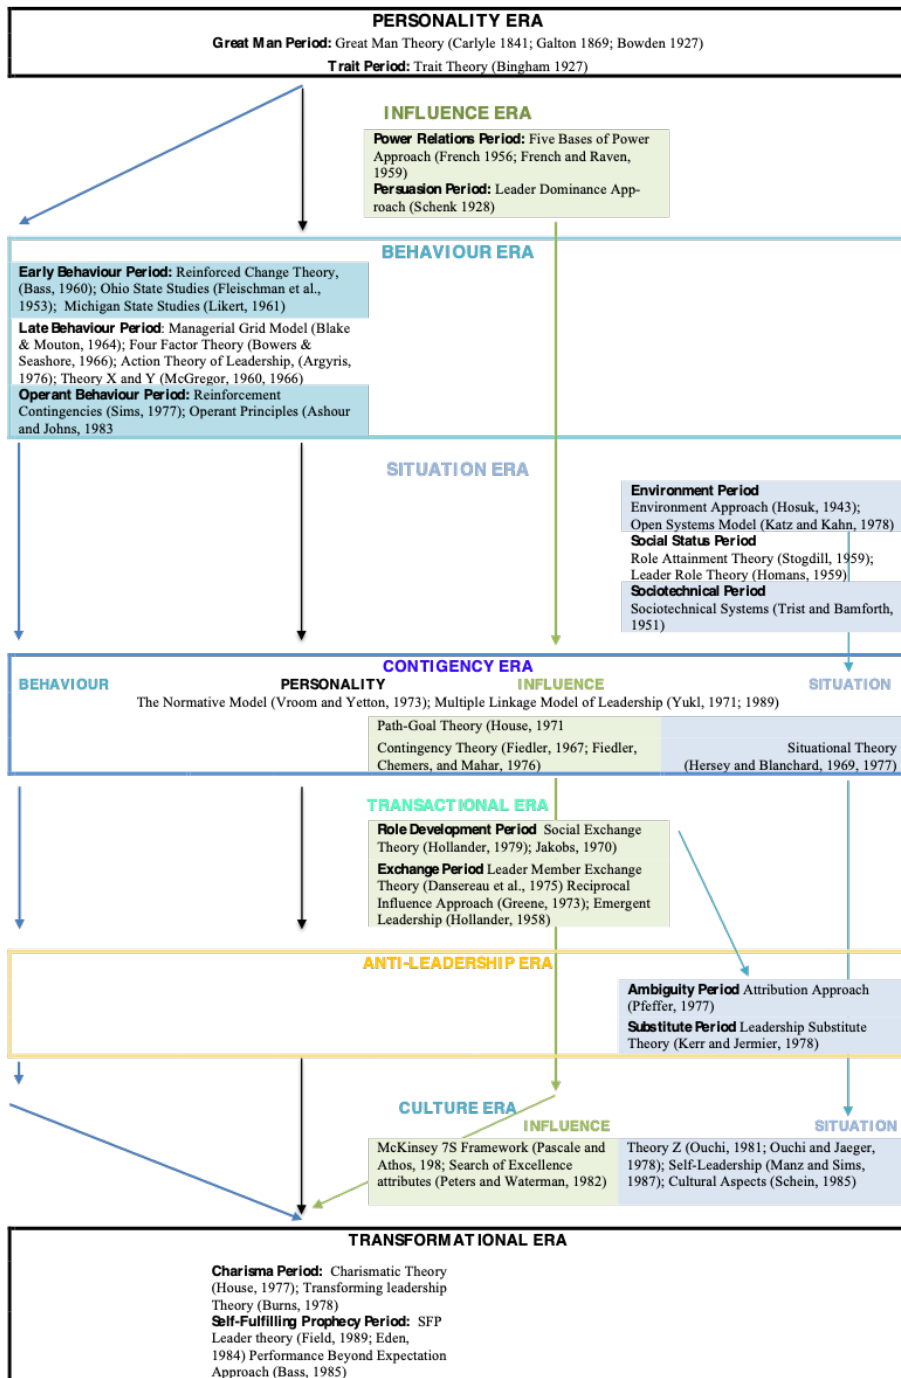 PERSONALITY ERA
Great Man Period: Great Man Theory (Carlyle 1841; Galton 1869; Bowden 1927)
Trait Period: Trait Theory (Bingham 1927)
INFLUENCE ERA
Power Relations Period: Five Bases of Power
Approach (French 1956; French and Raven,
1959)
Persuasion Period: Leader Dominance App-
roach (Schenk 1928)
BEHAVIOUR ERA
Early Behaviour Period: Reinforced Change Theory,
(Bass, 1960); Ohio State Studies (Fleischman et al.,
1953); Michigan State Studies (Likert, 1961)
Late Behaviour Period: Managerial Grid Model (Blake
& Mouton, 1964); Four Factor Theory (Bowers &
Seashore, 1966); Action Theory of Leadership, (Argyris,
1976); Theory X and Y (McGregor, 1960, 1966)
Operant Behaviour Period: Reinforcement
Contingencies (Sims, 1977); Operant Principles (Ashour
and Johns, 1983
SITUATION ERA
Environment Period
Environment Approach (Hosuk, 1943);
Open Systems Model (Katz and Kahn, 1978)
Social Status Period
Role Attainment Theory (Stogdill, 1959);
Leader Role Theory (Homans, 1959)
Sociotechnical Period
Sociotechnical Systems (Trist and Bamforth,
1951)
CONTIGENCY ERA
BEHAVIOUR PERSONALITY INFLUENCE SITUATION
The Normative Model (Vroom and Yetton, 1973); Multiple Linkage Model of Leadership (Yukl, 1971; 1989)
Path-Goal Theory (House, 1971
Contingency Theory (Fiedler, 1967; Fiedler,
Chemers, and Mahar, 1976)
Situational Theory
(Hersey and Blanchard, 1969, 1977)
TRANSACTIONAL ERA
Role Development Period Social Exchange
Theory (Hollander, 1979); Jakobs, 1970)
Exchange Period Leader Member Exchange
Theory (Dansereau et al., 1975) Reciprocal
Influence Approach (Greene, 1973); Emergent
Leadership (Hollander, 1958)
ANTI-LEADERSHIP ERA
Ambiguity Period Attribution Approach
(Pfeffer, 1977)
Substitute Period Leadership Substitute
Theory (Kerr and Jermier, 1978)
CULTURE ERA
INFLUENCE SITUATION
McKinsey 7S Framework (Pascale and
Athos, 198; Search of Excellence
attributes (Peters and Waterman, 1982)
Theory Z (Ouchi, 1981; Ouchi and Jaeger,
1978); Self-Leadership (Manz and Sims,
1987); Cultural Aspects (Schein, 1985)
TRANSFORMATIONAL ERA
Charisma Period: Charismatic Theory
(House, 1977); Transforming leadership
Theory (Burns, 1978)
Self-Fulfilling Prophecy Period: SFP
Leader theory (Field, 1989; Eden,
1984) Performance Beyond Expectation
Approach (Bass, 1985)